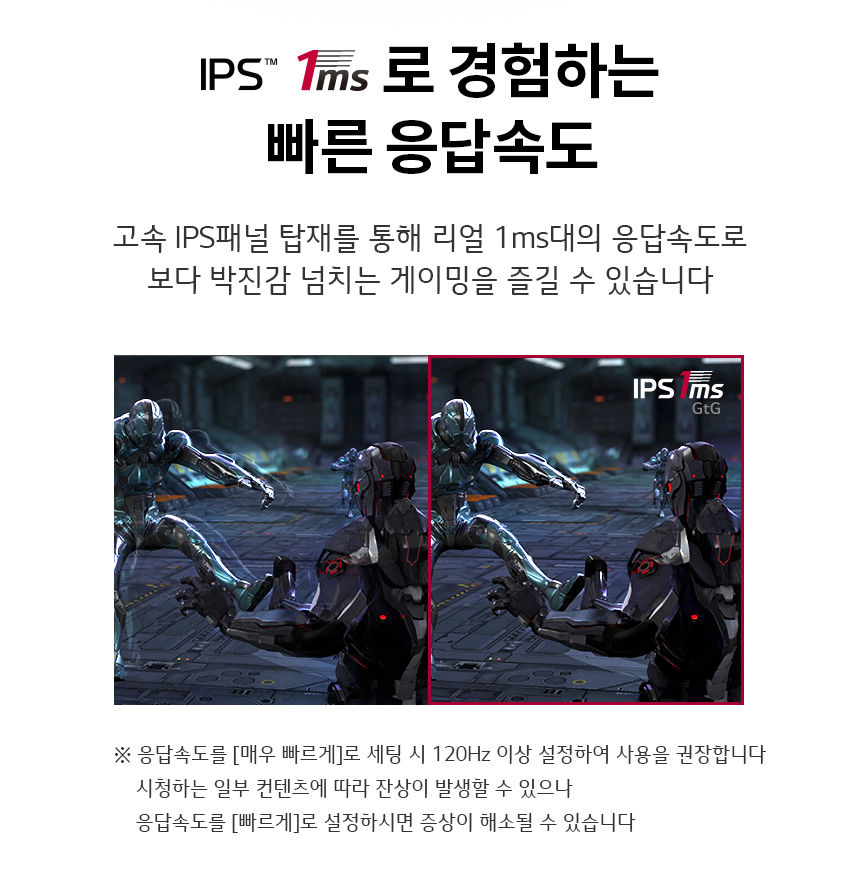 IPS™ 1ms 로 경험하는
빠른 응답속도
고속 IPS패널 탑재를 통해 리얼 1ms대의 응답속도로
보다 박진감 넘치는 게이밍을 즐길 수 있습니다
IPS 1ms
GtG
※ 응답속도를 [매우 빠르게]로 세팅 시 120Hz 이상 설정하여 사용을 권장합니다
시청하는 일부 컨텐츠에 따라 잔상이 발생할 수 있으나
응답속도를 [빠르게]로 설정하시면 증상이 해소될 수 있습니다